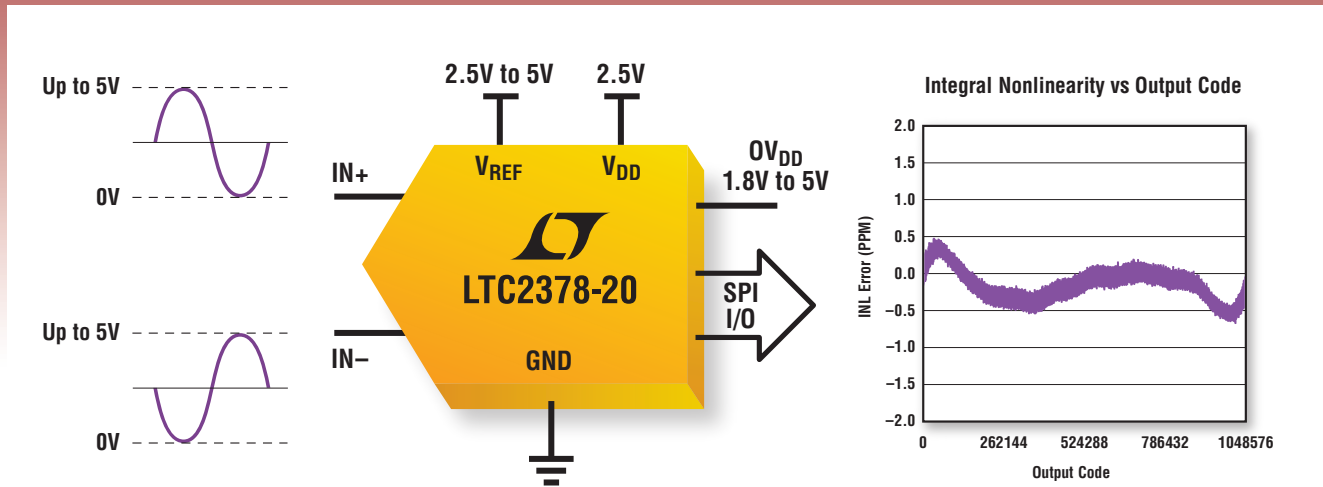 Up to 5V
0V
Up to 5V
0V
2.5V to 5V
2.5V
IN+
IN–
VREF
VDD
LTC2378-20
GND
OVDD
1.8V to 5V
SPI
I/O
Integral Nonlinearity vs Output Code
INL Error (PPM)
2.0
1.5
1.0
0.5
0.0
–0.5
–1.0
–1.5
–2.0
0 262144 524288 786432 1048576
Output Code